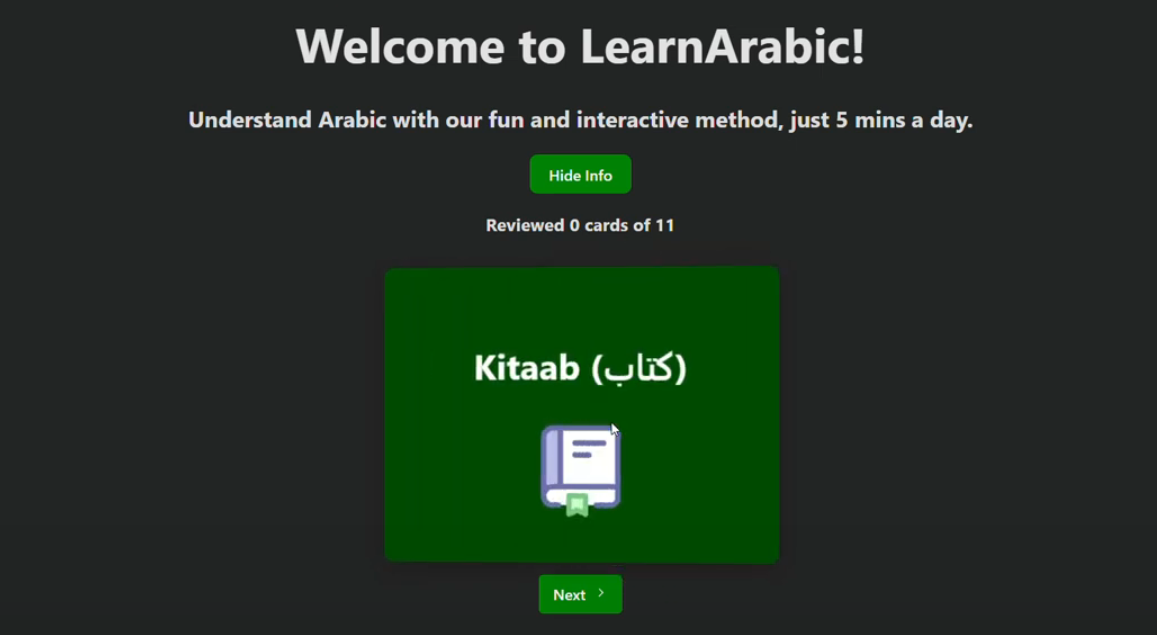 Welcome to LearnArabic!
Understand Arabic with our fun and interactive method, just 5 mins a day.
Hide Info
Reviewed 0 cards of 11
Kitaab (كتاب)
Next